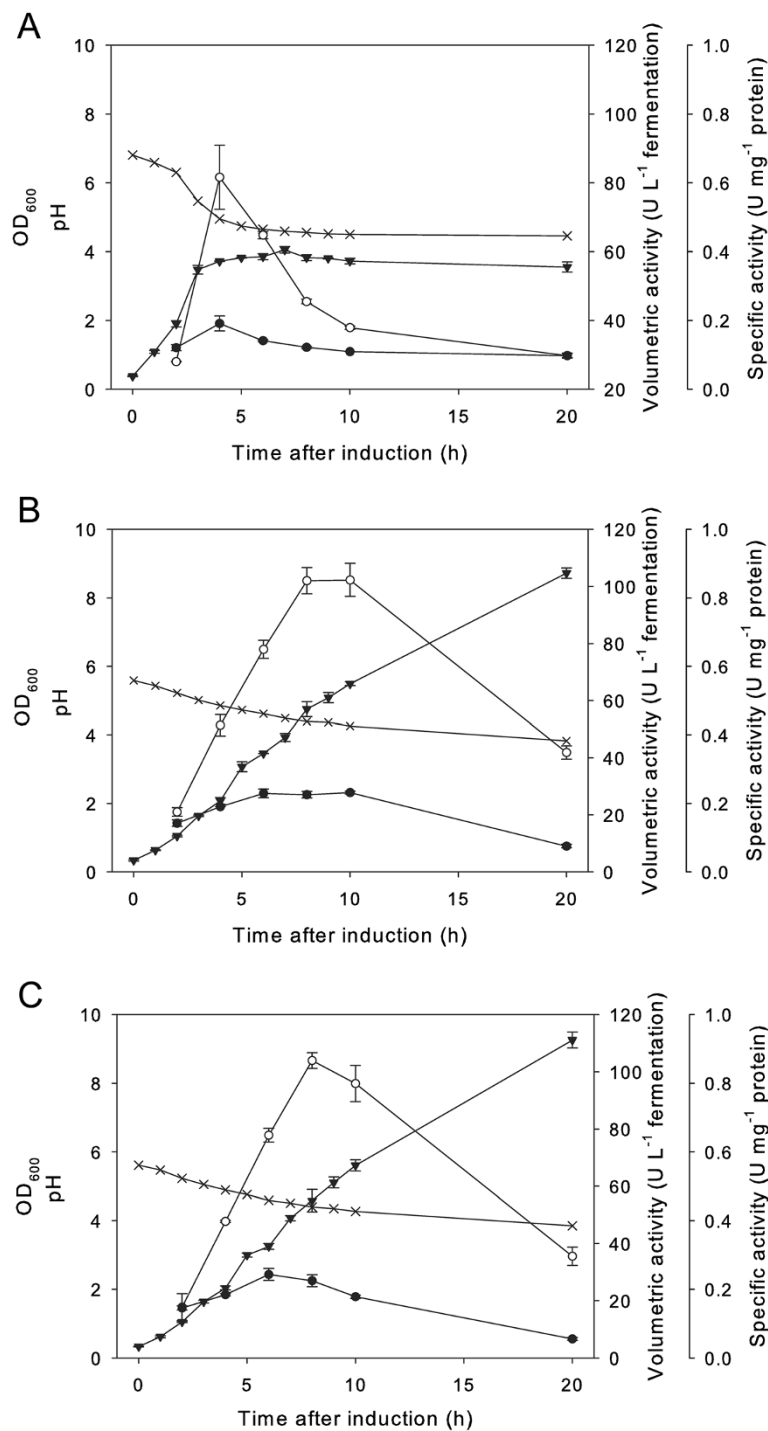 A
10
8
6
4
2
0
OD600
pH
120
100
80
60
40
20
Volumetric activity (U L-1 fermentation)
1.0
0.8
0.6
0.4
0.2
0.0
Specific activity (U mg-1 protein)
0 5 10 15 20
Time after induction (h)
B
10
8
6
4
2
0
OD600
pH
120
100
80
60
40
20
0
Volumetric activity (U L-1 fermentation)
1.0
0.8
0.6
0.4
0.2
0.0
Specific activity (U mg-1 protein)
0 5 10 15 20
Time after induction (h)
C
10
8
6
4
2
0
OD600
pH
120
100
80
60
40
20
0
Volumetric activity (U L-1 fermentation)
1.0
0.8
0.6
0.4
0.2
0.0
Specific activity (U mg-1 protein)
0 5 10 15 20
Time after induction (h)